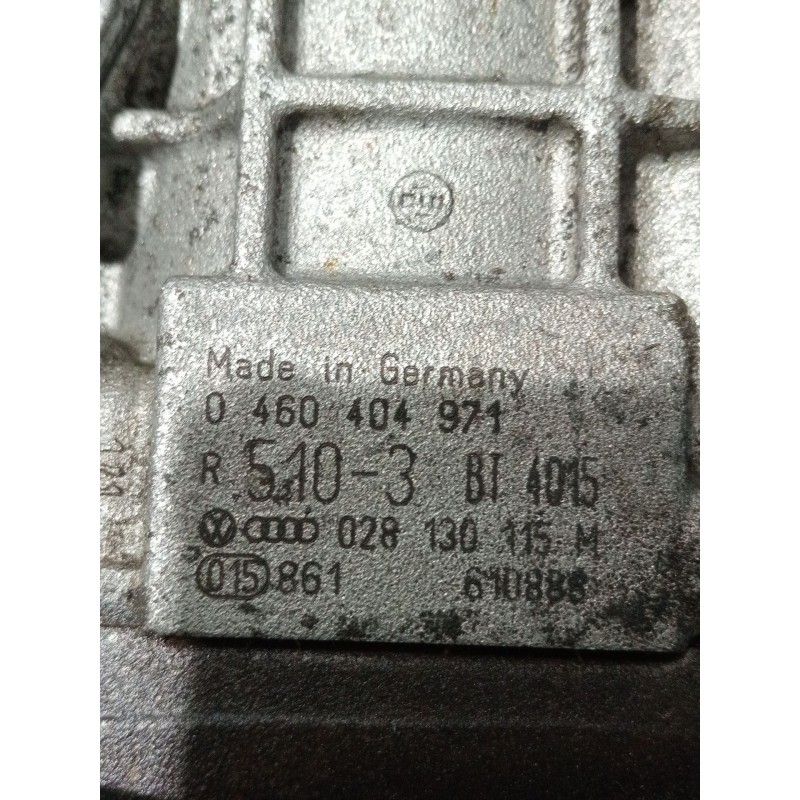 Made in Germany
0 460 404 971
R 510-3 BT 4015
028 130 115 M
015 861 610888